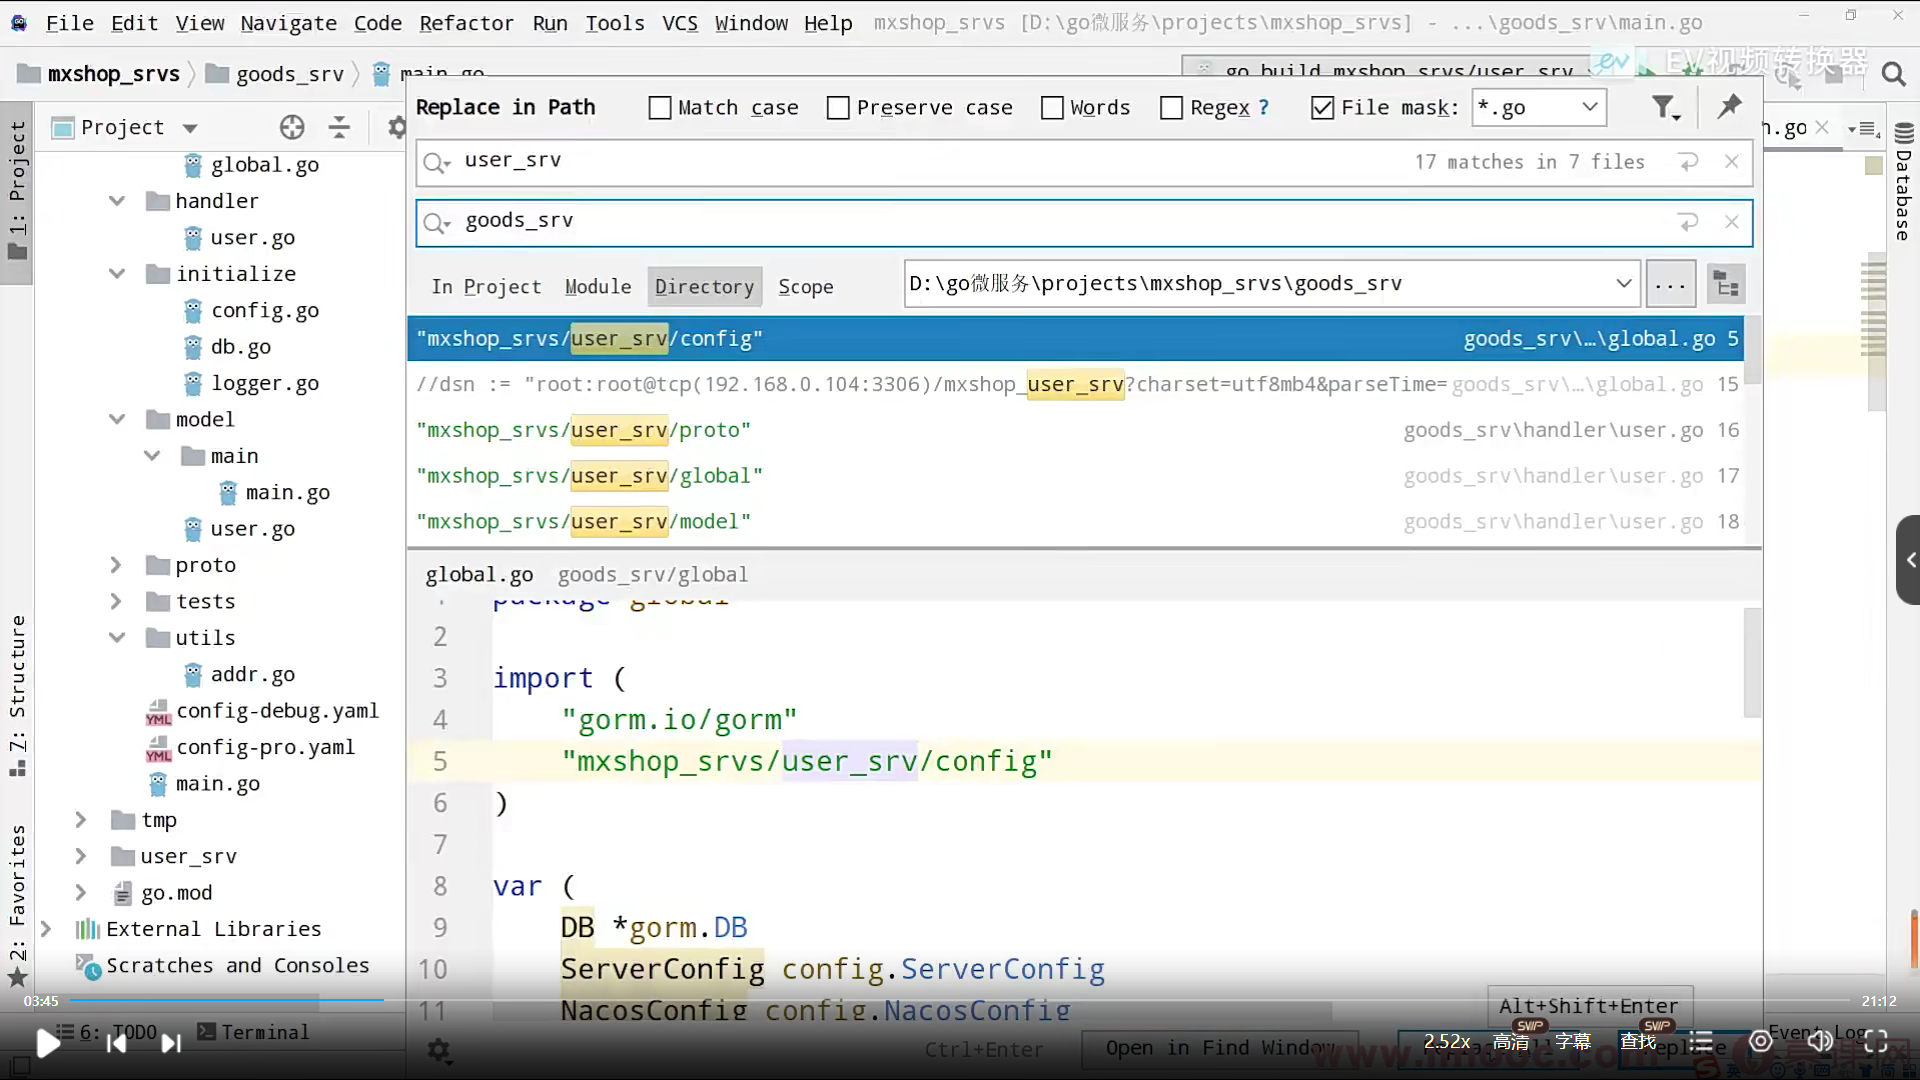 File Edit View Navigate Code Refactor Run Tools VCS Window Help mxshop_srvs [D:\go微服务\projects\mxshop_srvs] - ...\goods_srv\main.go
mxshop_srvs goods_srv main.go go build mxshop_srvs/user_srv
EV视频转换器
Project
Replace in Path Match case Preserve case Words Regex ? File mask: *.go
1: Project
7: Structure
2: Favorites
Database
user_srv 17 matches in 7 files
goods_srv
In Project Module Directory Scope D:\go微服务\projects\mxshop_srvs\goods_srv ...
"mxshop_srvs/user_srv/config" goods_srv\...\global.go 5
//dsn := "root:root@tcp(192.168.0.104:3306)/mxshop_user_srv?charset=utf8mb4&parseTime= goods_srv\...\global.go 15
"mxshop_srvs/user_srv/proto" goods_srv\handler\user.go 16
"mxshop_srvs/user_srv/global" goods_srv\handler\user.go 17
"mxshop_srvs/user_srv/model" goods_srv\handler\user.go 18
global.go
handler
user.go
initialize
config.go
db.go
logger.go
model
main
main.go
user.go
proto
tests
utils
addr.go
config-debug.yaml
config-pro.yaml
main.go
tmp
user_srv
go.mod
External Libraries
Scratches and Consoles
global.go goods_srv/global
package global
2
3 import (
4 "gorm.io/gorm"
5 "mxshop_srvs/user_srv/config"
6 )
7
8 var (
9 DB *gorm.DB
10 ServerConfig config.ServerConfig
11 NacosConfig config.NacosConfig
03:45
21:12
Alt+Shift+Enter
6: TODO Terminal
Ctrl+Enter Open in Find Window
Event Log
2.52x 高清 SVIP 字幕 查找 SVIP
www.imooc.com